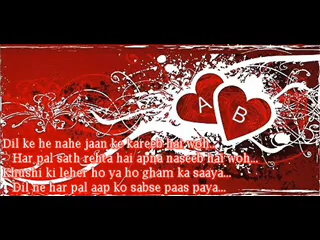 A
B
Dil ke he nahe jaan ke kareeb hai woh...
Har pal sath rehta hai apna naseeb hai woh...
Khushi ki leher ho ya ho gham ka saaya...
Dil ne har pal aap ko sabse paas paya...